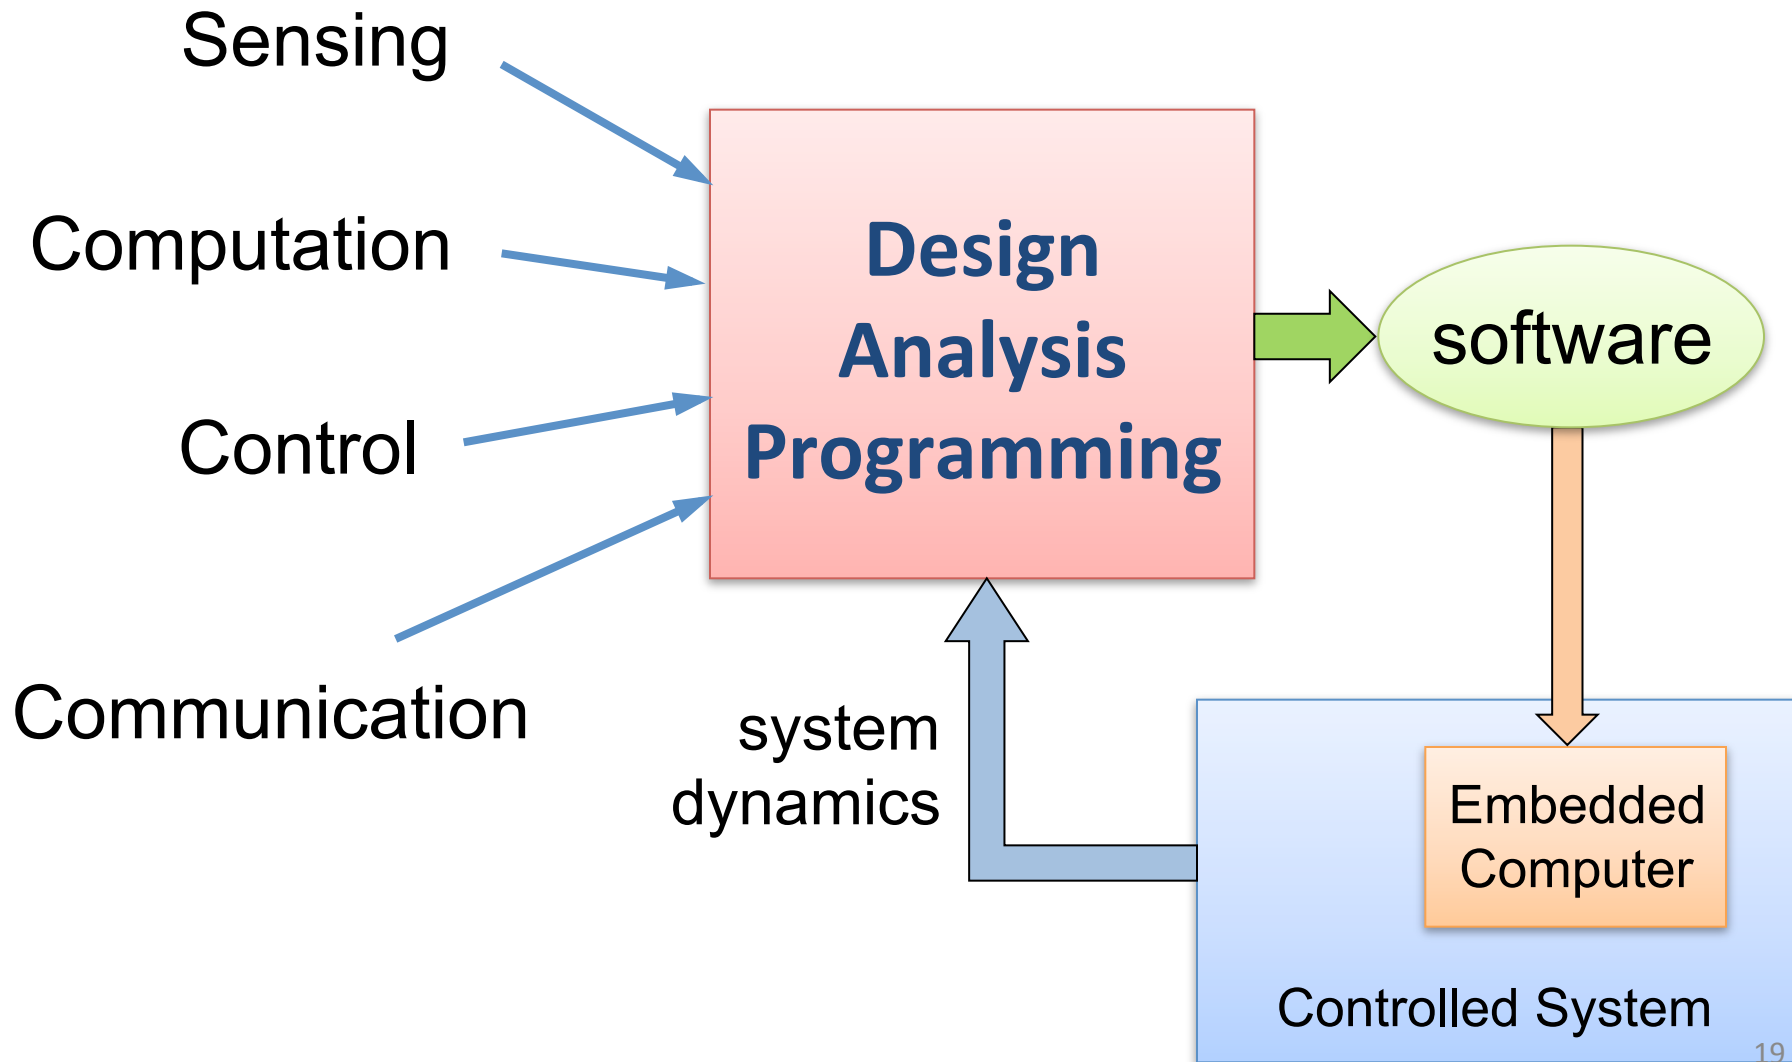 Sensing
Computation
Control
Communication
Design
Analysis
Programming
software
system
dynamics
Embedded
Computer
Controlled System
19